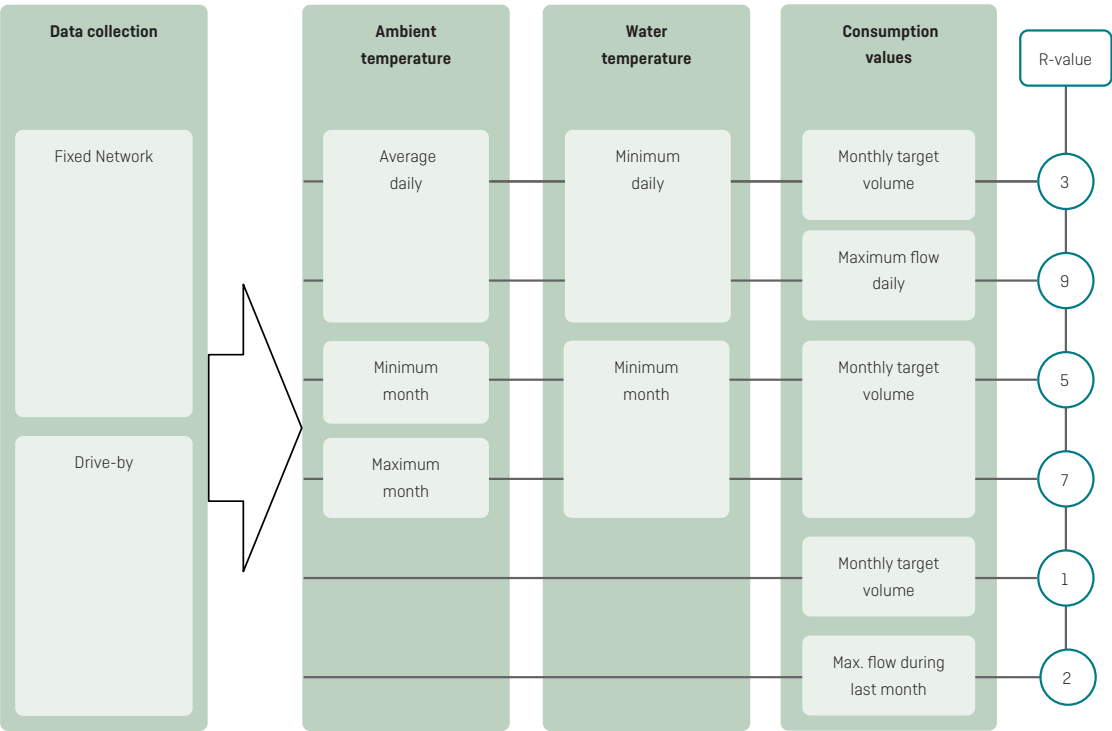 Data collection
Fixed Network
Drive-by
Ambient
temperature
Average
daily
Minimum
month
Maximum
month
Water
temperature
Minimum
daily
Minimum
month
Consumption
values
Monthly target
volume
Maximum flow
daily
Monthly target
volume
Monthly target
volume
Max. flow during
last month
R-value
3
9
5
7
1
2